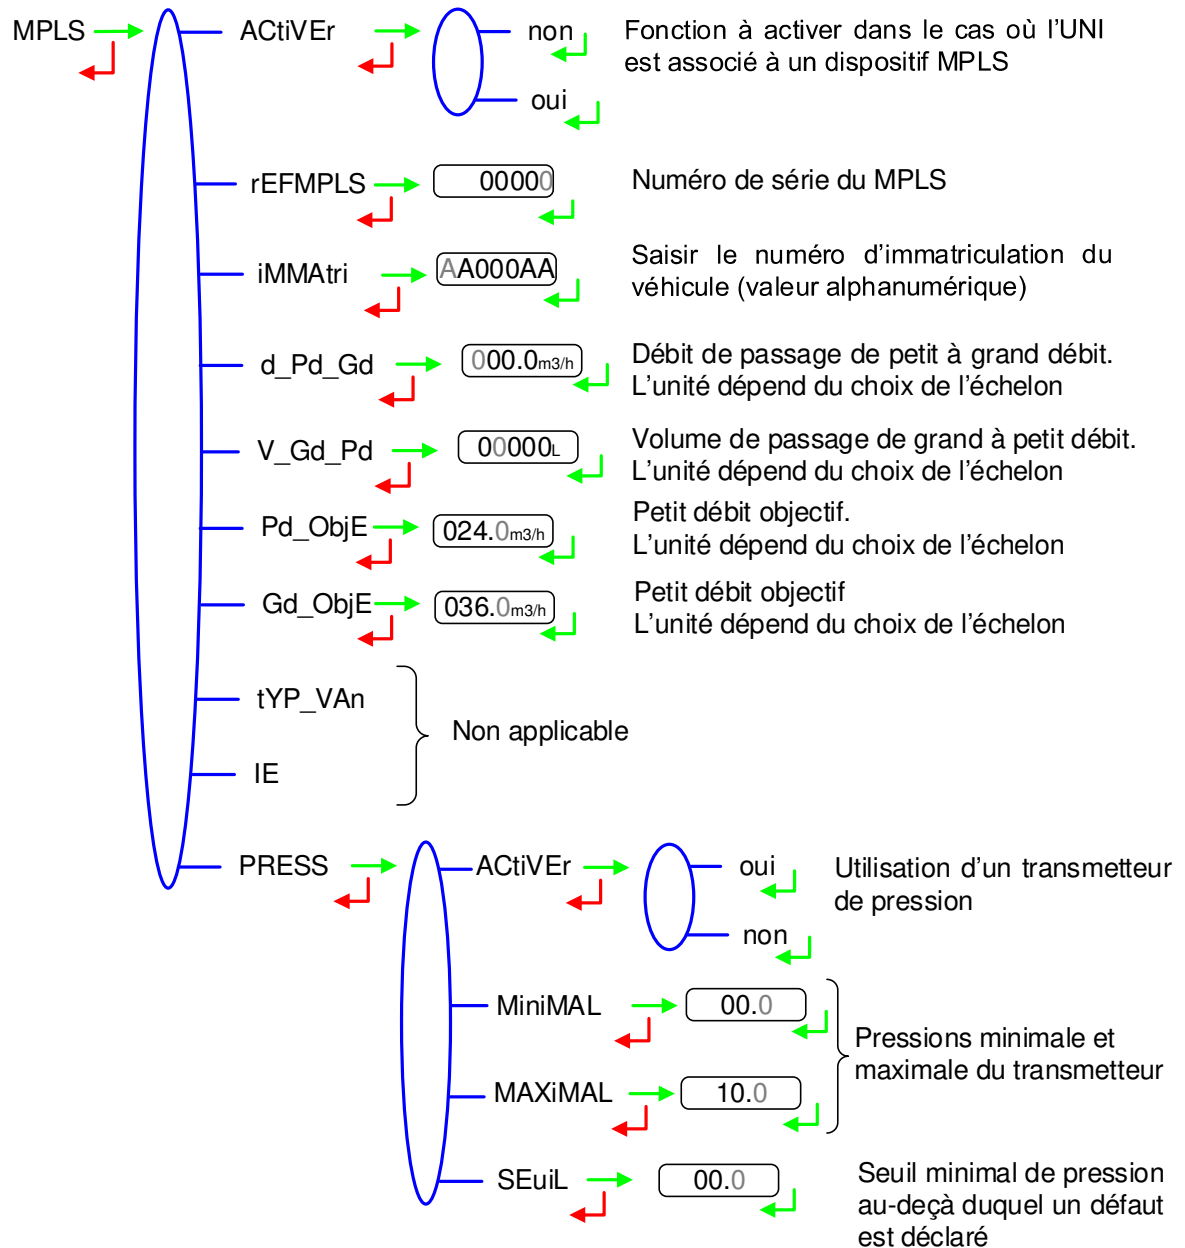 MPLS
ACtiVEr
non
oui
Fonction à activer dans le cas où l'UNI
est associé à un dispositif MPLS
rEFMPLS
00000
Numéro de série du MPLS
iMMAtri
AA000AA
Saisir le numéro d'immatriculation du
véhicule (valeur alphanumérique)
d_Pd_Gd
000.0m3/h
Débit de passage de petit à grand débit.
L'unité dépend du choix de l'échelon
V_Gd_Pd
00000L
Volume de passage de grand à petit débit.
L'unité dépend du choix de l'échelon
Pd_ObjE
024.0m3/h
Petit débit objectif.
L'unité dépend du choix de l'échelon
Gd_ObjE
036.0m3/h
Petit débit objectif
L'unité dépend du choix de l'échelon
tYP_VAn
IE
Non applicable
PRESS
ACtiVEr
oui
non
Utilisation d'un transmetteur
de pression
MiniMAL
00.0
MAXiMAL
10.0
Pressions minimale et
maximale du transmetteur
SEuiL
00.0
Seuil minimal de pression
au-deçà duquel un défaut
est déclaré